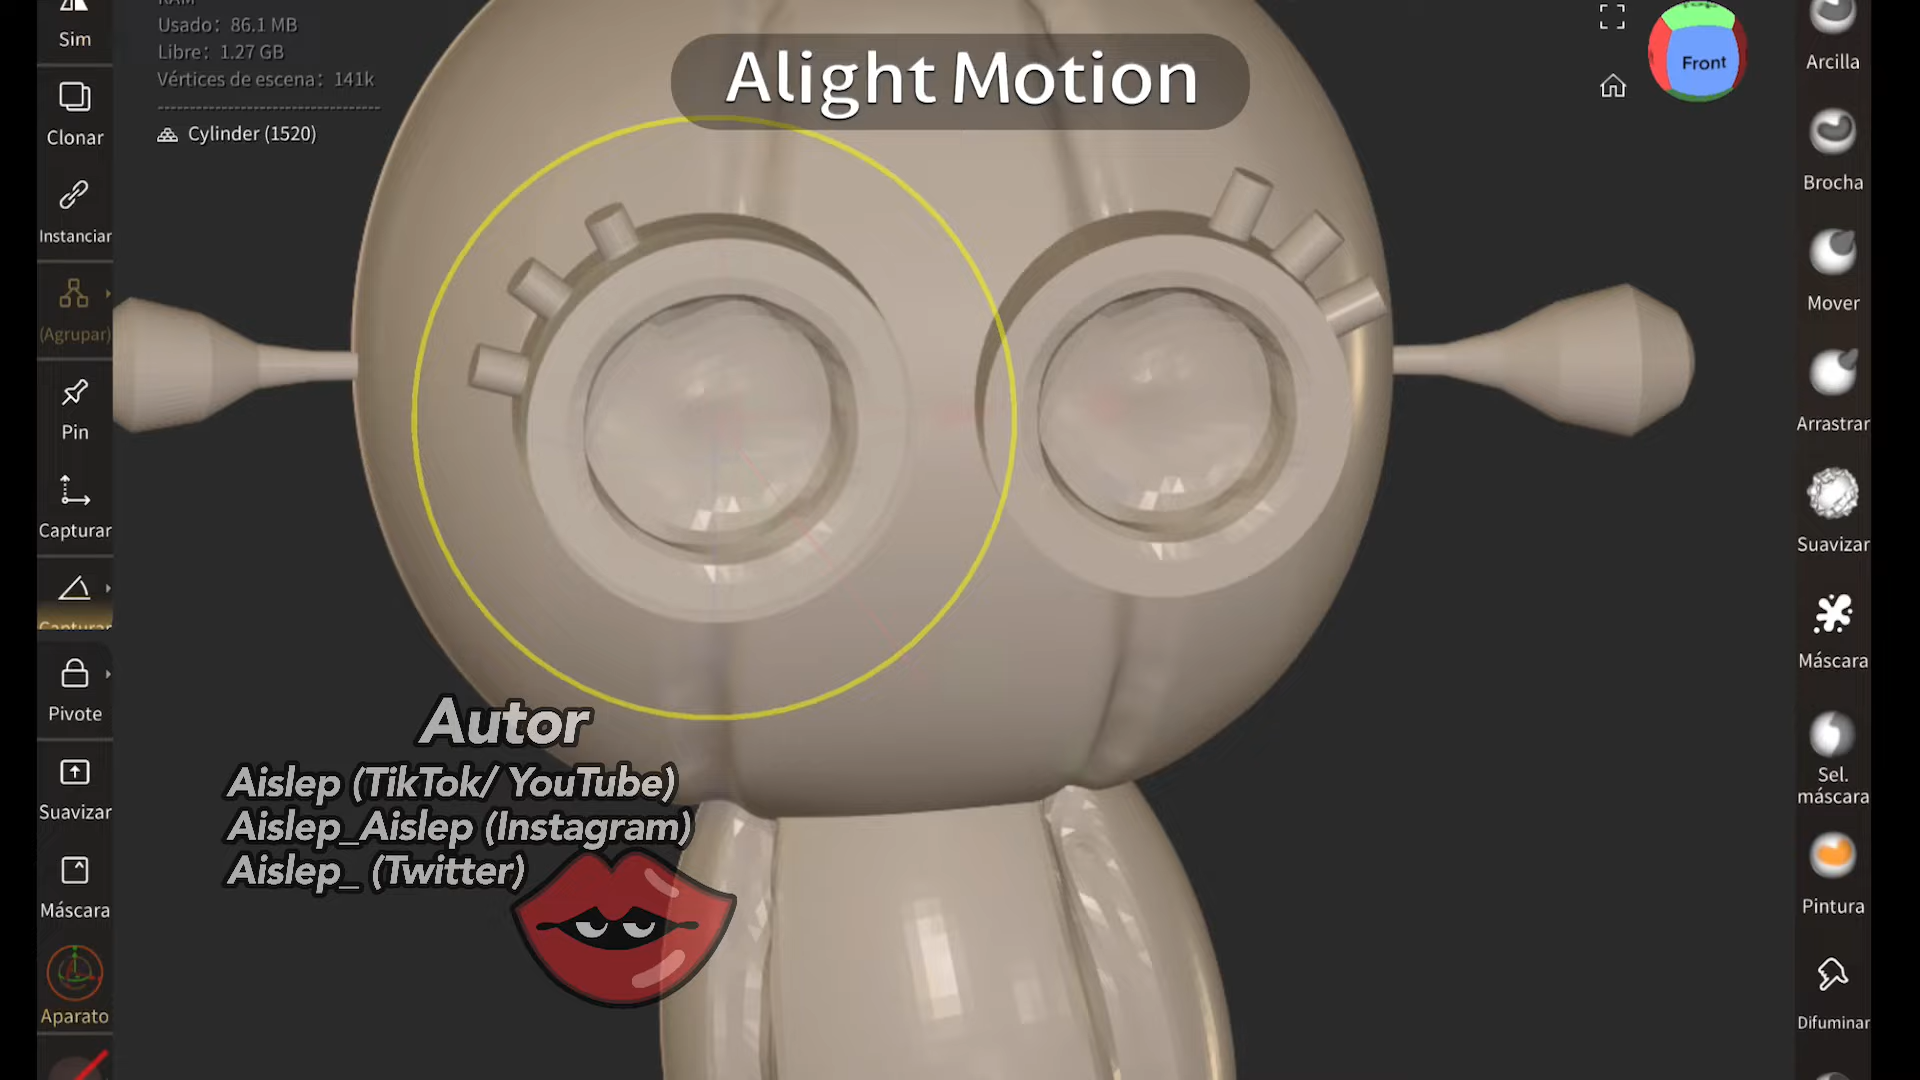 Sim
Usado: 86.1 MB
Libre: 1.27 GB
Vértices de escena: 141k
Cylinder (1520)
Alight Motion
Top
Front
Clonar
Instanciar
(Agrupar)
Pin
Capturar
Capturar
Pivote
Suavizar
Máscara
Aparato
Autor
Aislep (TikTok/ YouTube)
Aislep_Aislep (Instagram)
Aislep_ (Twitter)
Arcilla
Brocha
Mover
Arrastrar
Suavizar
Máscara
Sel.
máscara
Pintura
Difuminar